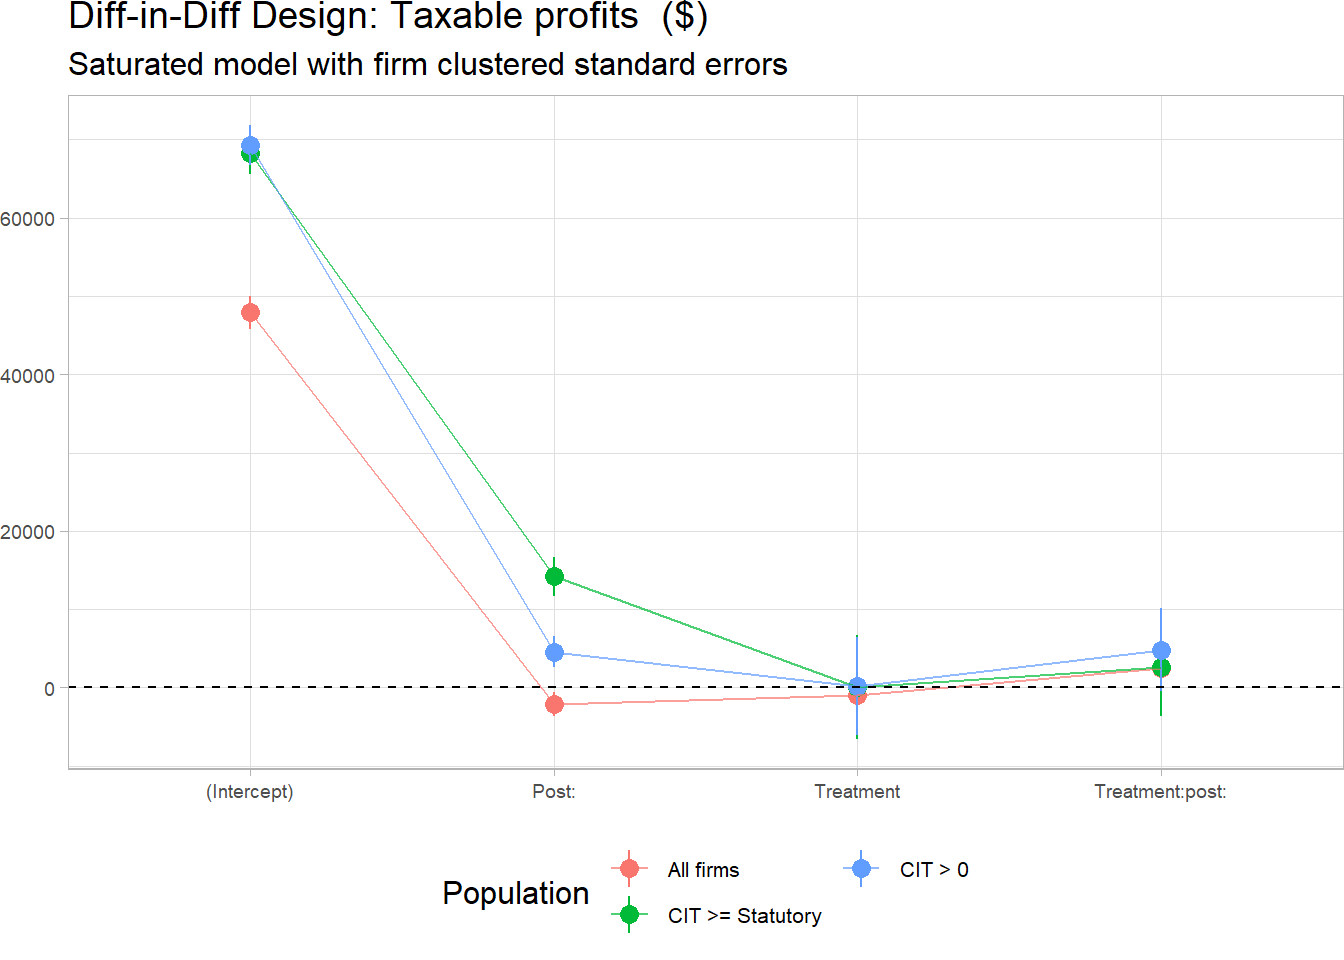 Diff-in-Diff Design: Taxable profits  ($)
Saturated model with firm clustered standard errors
60000
40000
20000
0
(Intercept) Post: Treatment Treatment:post:
Population
All firms
CIT > 0
CIT >= Statutory